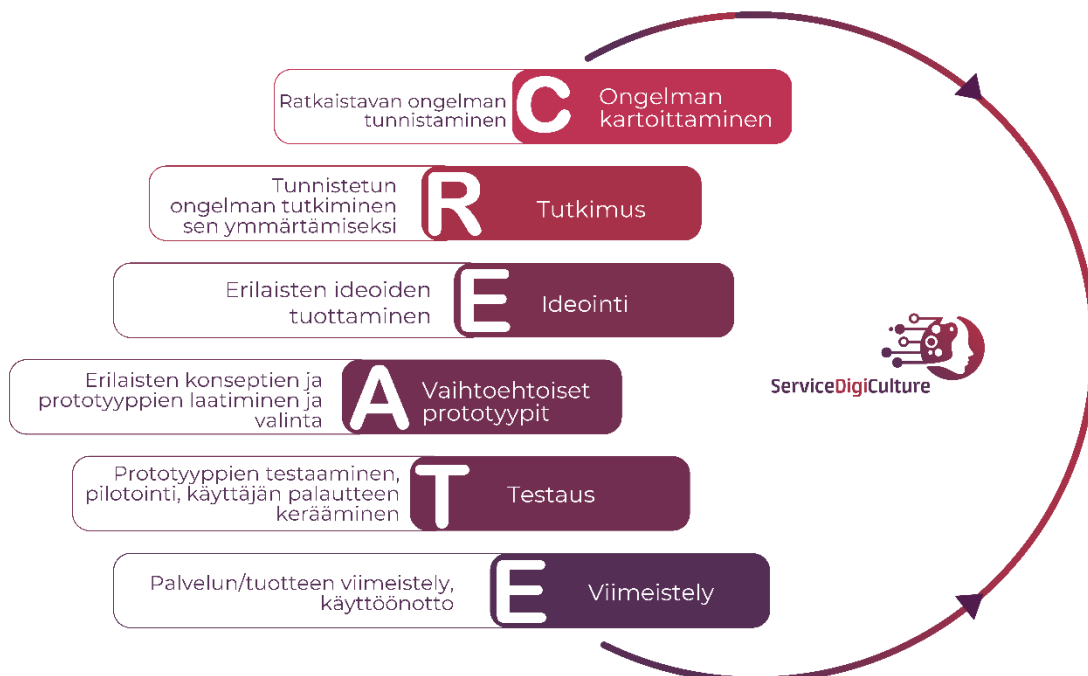 Ratkaistavan ongelman
tunnistaminen
C
Ongelman
kartoittaminen
Tunnistetun
ongelman tutkiminen
sen ymmärtämiseksi
R
Tutkimus
Erilaisten ideoiden
tuottaminen
E
Ideointi
Erilaisten konseptien ja
prototyyppien laatiminen ja
valinta
A
Vaihtoehtoiset
prototyypit
Prototyyppien testaaminen,
pilotointi, käyttäjän palautteen
kerääminen
T
Testaus
Palvelun/tuotteen viimeistely,
käyttöönotto
E
Viimeistely
ServiceDigiCulture